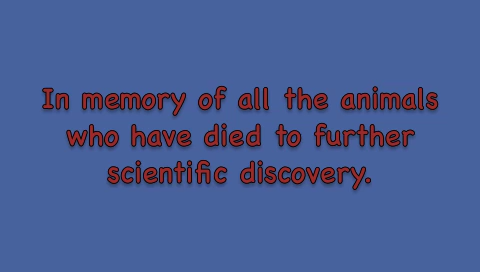 In memory of all the animals
who have died to further
scientific discovery.